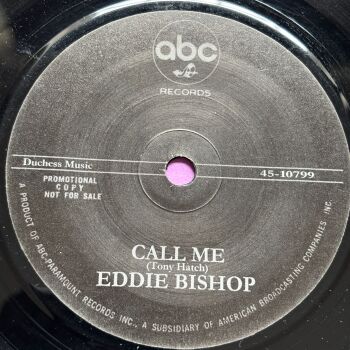 abc
RECORDS
Duchess Music
45-10799
PROMOTIONAL
COPY
NOT FOR SALE
CALL ME
(Tony Hatch)
EDDIE BISHOP
A PRODUCT OF ABC-PARAMOUNT RECORDS INC., A SUBSIDIARY OF AMERICAN BROADCASTING COMPANIES INC.